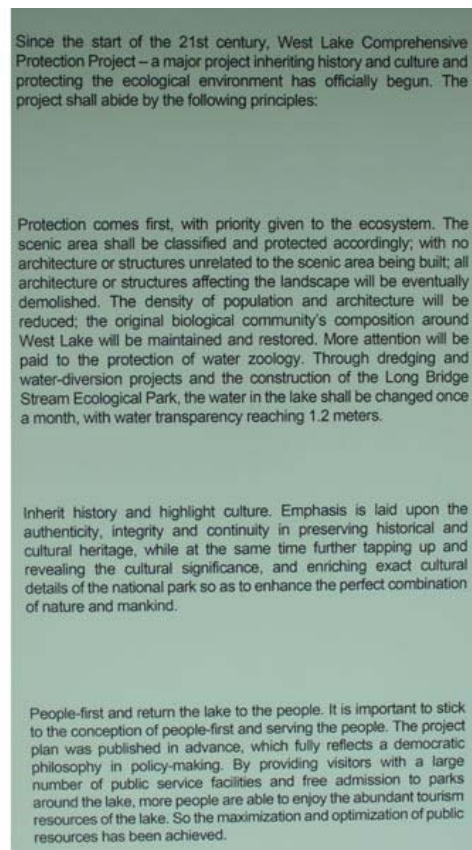 Since the start of the 21st century, West Lake Comprehensive
Protection Project – a major project inheriting history and culture and
protecting the ecological environment has officially begun. The
project shall abide by the following principles:
Protection comes first, with priority given to the ecosystem. The
scenic area shall be classified and protected accordingly; with no
architecture or structures unrelated to the scenic area being built; all
architecture or structures affecting the landscape will be eventually
demolished. The density of population and architecture will be
reduced; the original biological community's composition around
West Lake will be maintained and restored. More attention will be
paid to the protection of water zoology. Through dredging and
water-diversion projects and the construction of the Long Bridge
Stream Ecological Park, the water in the lake shall be changed once
a month, with water transparency reaching 1.2 meters.
Inherit history and highlight culture. Emphasis is laid upon the
authenticity, integrity and continuity in preserving historical and
cultural heritage, while at the same time further tapping up and
revealing the cultural significance, and enriching exact cultural
details of the national park so as to enhance the perfect combination
of nature and mankind.
People-first and return the lake to the people. It is important to stick
to the conception of people-first and serving the people. The project
plan was published in advance, which fully reflects a democratic
philosophy in policy-making. By providing visitors with a large
number of public service facilities and free admission to parks
around the lake, more people are able to enjoy the abundant tourism
resources of the lake. So the maximization and optimization of public
resources has been achieved.